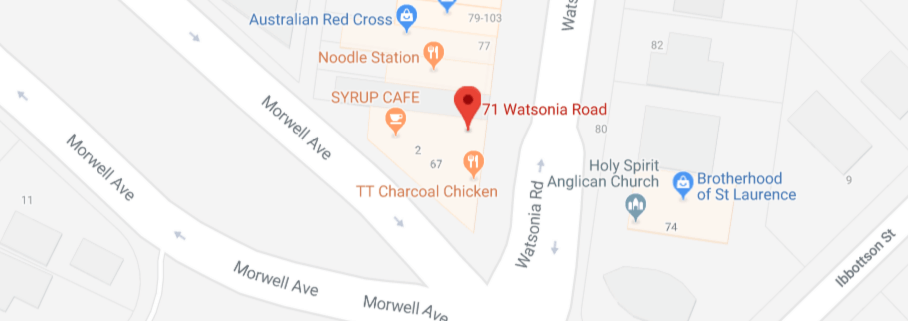 Australian Red Cross
79-103
Wats
77
Noodle Station
82
SYRUP CAFE
71 Watsonia Road
Morwell Ave
80
2
67
Morwell Ave
TT Charcoal Chicken
Holy Spirit
Anglican Church
Brotherhood
of St Laurence
9
11
Watsonia Rd
74
Ibbottson St
Morwell Ave
Morwell Ave